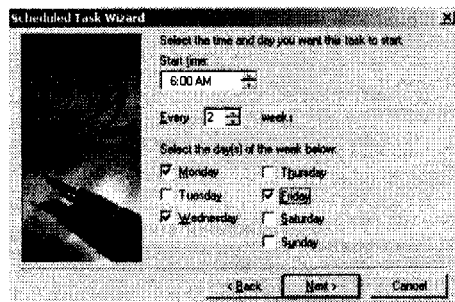 Scheduled Task Wizard
Select the time and day you want this task to start.
Start time:
6:00 AM
Every 2 weeks
Select the day(s) of the week below:
Monday Thursday
Tuesday Friday
Wednesday Saturday
Sunday
< Back Next > Cancel